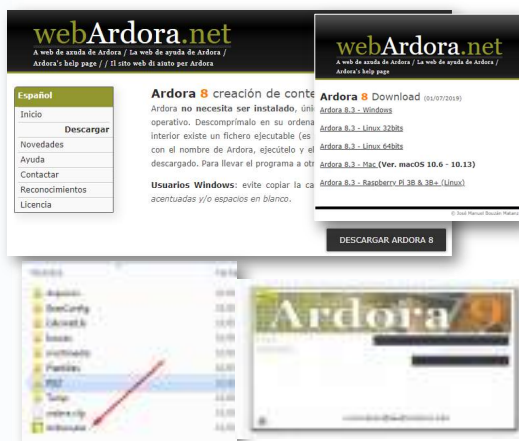 webArdora.net
A web de axuda de Ardora / La web de ayuda de Ardora /
Ardora's help page / / Il sito web di aiuto per Ardora
Español
Inicio
Descargar
Novedades
Ayuda
Contactar
Reconocimientos
Licencia
Ardora 8 creación de conte
Ardora no necesita ser instalado, úni
operativo. Descomprímalo en su ordena
interior existe un fichero ejecutable (es
con el nombre de Ardora, ejecútelo y el
descargado. Para llevar el programa a otr
Usuarios Windows: evite copiar la ca
acentuadas y/o espacios en blanco.
DESCARGAR ARDORA 8
webArdora.net
A web de axuda de Ardora / La web de ayuda de Ardora /
Ardora's help page
Ardora 8 Download (01/07/2019)
Ardora 8.3 - Windows
Ardora 8.3 - Linux 32bits
Ardora 8.3 - Linux 64bits
Ardora 8.3 - Mac (Ver. macOS 10.6 - 10.13)
Ardora 8.3 - Raspberry Pi 3B & 3B+ (Linux)
© José Manuel Bouzán Matanza
Ardora 9